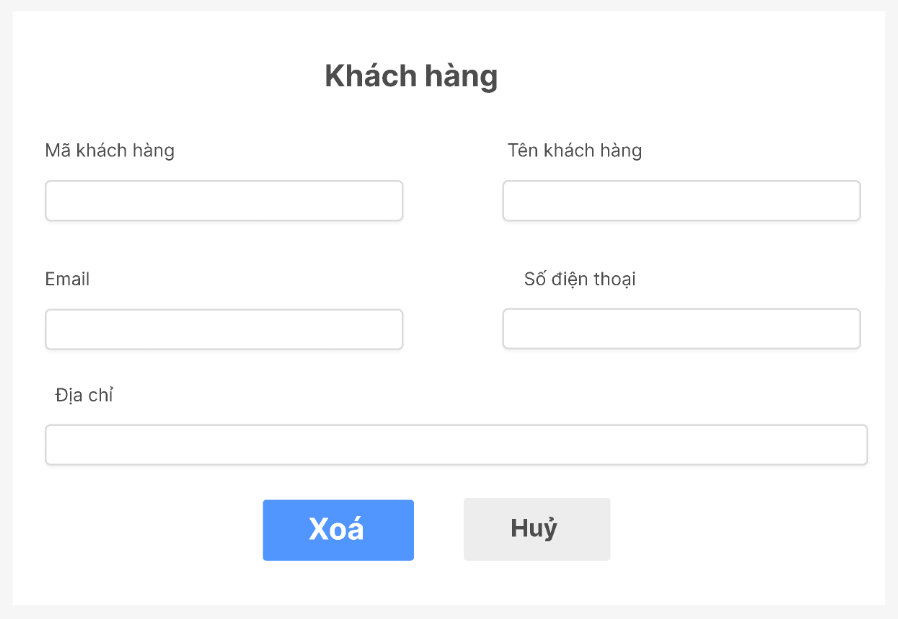 Khách hàng
Mã khách hàng
Tên khách hàng
Email
Số điện thoại
Địa chỉ
Xoá
Huỷ